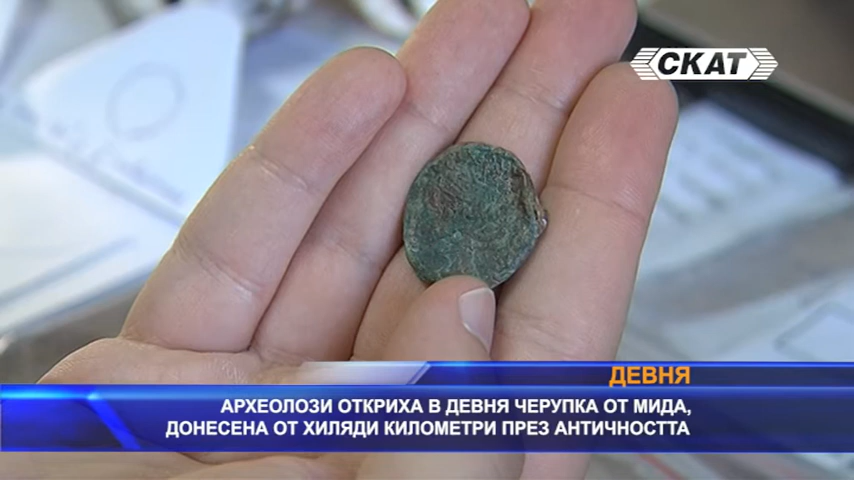 СКАТ
ДЕВНЯ
АРХЕОЛОЗИ ОТКРИХА В ДЕВНЯ ЧЕРУПКА ОТ МИДА,
ДОНЕСЕНА ОТ ХИЛЯДИ КИЛОМЕТРИ ПРЕЗ АНТИЧНОСТТА